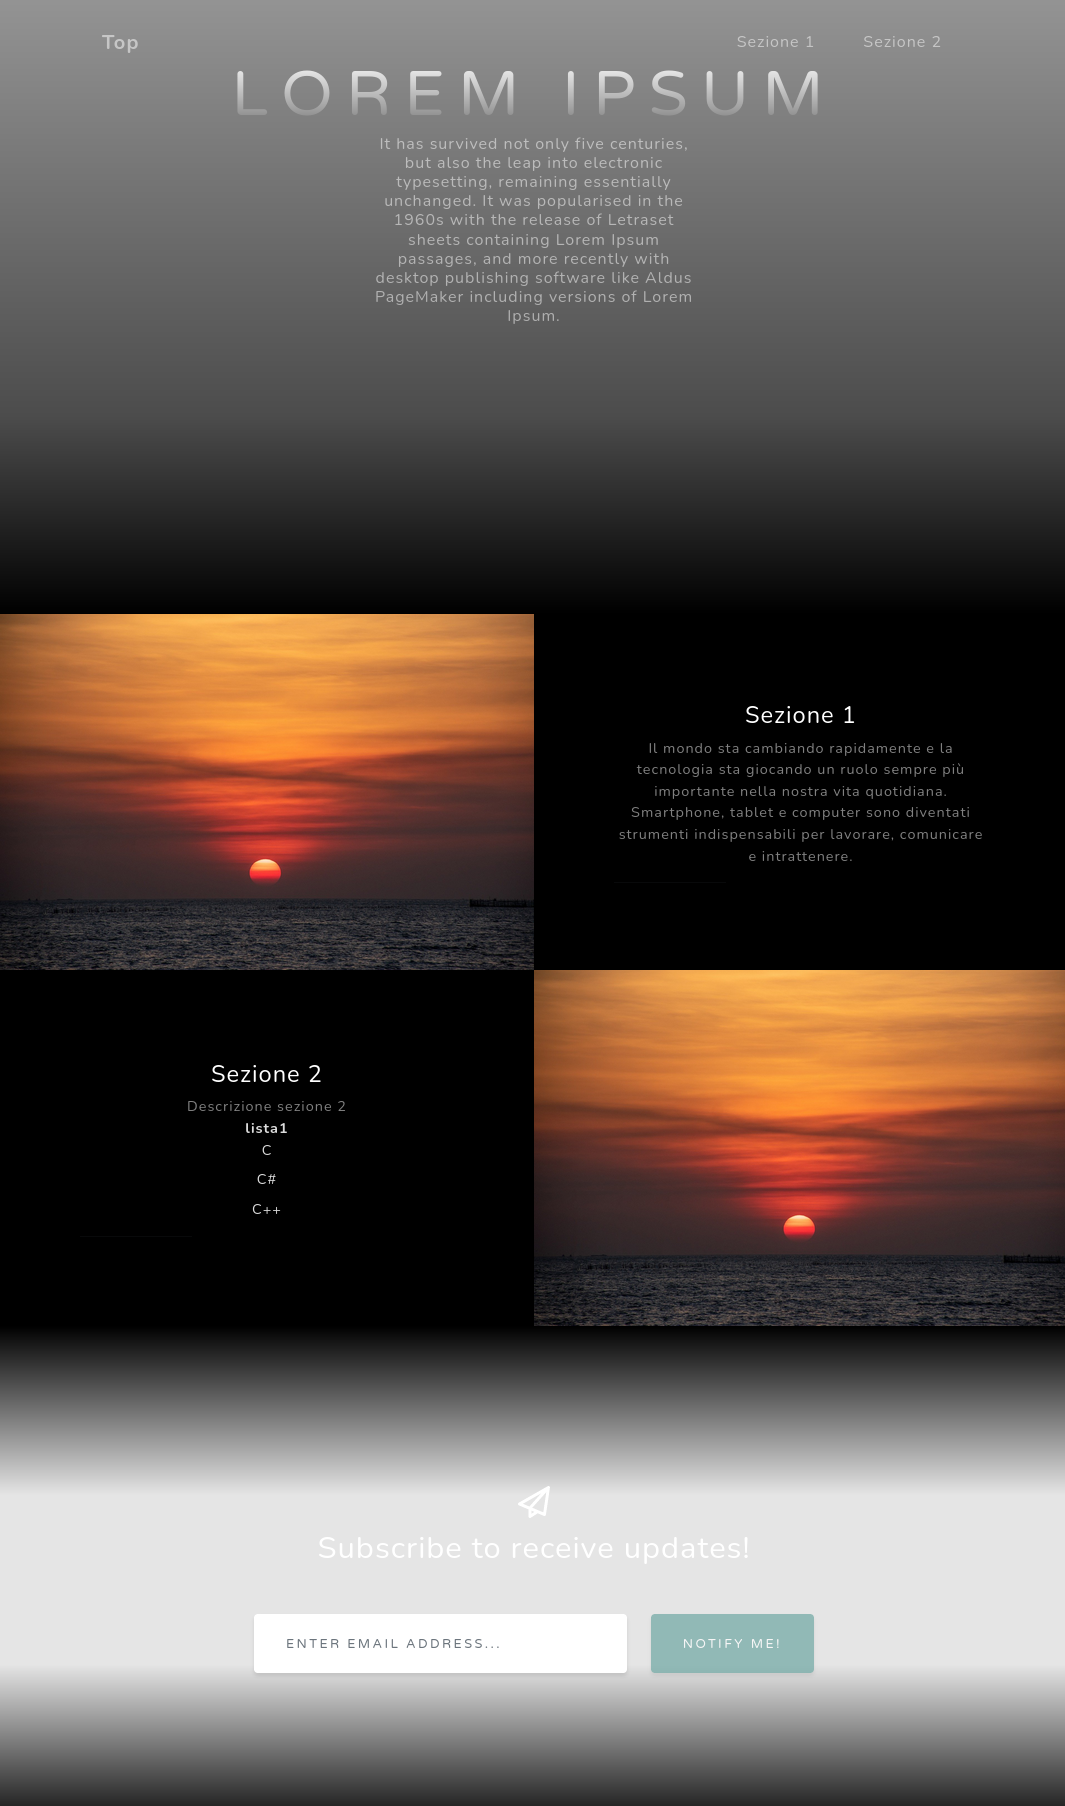 Top
Sezione 1
Sezione 2
LOREM IPSUM
It has survived not only five centuries,
but also the leap into electronic
typesetting, remaining essentially
unchanged. It was popularised in the
1960s with the release of Letraset
sheets containing Lorem Ipsum
passages, and more recently with
desktop publishing software like Aldus
PageMaker including versions of Lorem
Ipsum.
Sezione 1
Il mondo sta cambiando rapidamente e la
tecnologia sta giocando un ruolo sempre più
importante nella nostra vita quotidiana.
Smartphone, tablet e computer sono diventati
strumenti indispensabili per lavorare, comunicare
e intrattenere.
Sezione 2
Descrizione sezione 2
lista1
C
C#
C++
Subscribe to receive updates!
ENTER EMAIL ADDRESS...
NOTIFY ME!